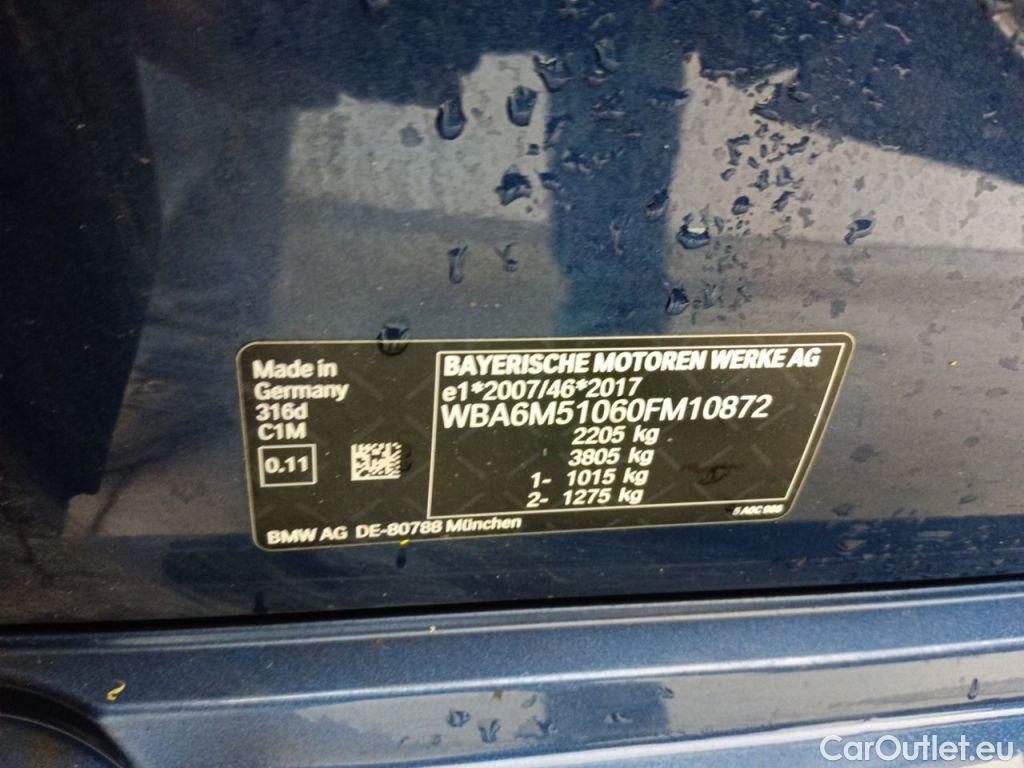 Made in
Germany
316d
C1M
0.11
BAYERISCHE MOTOREN WERKE AG
e1*2007/46*2017
WBA6M51060FM10872
2205 kg
3805 kg
1- 1015 kg
2- 1275 kg
BMW AG DE-80788 München
CarOutlet.eu